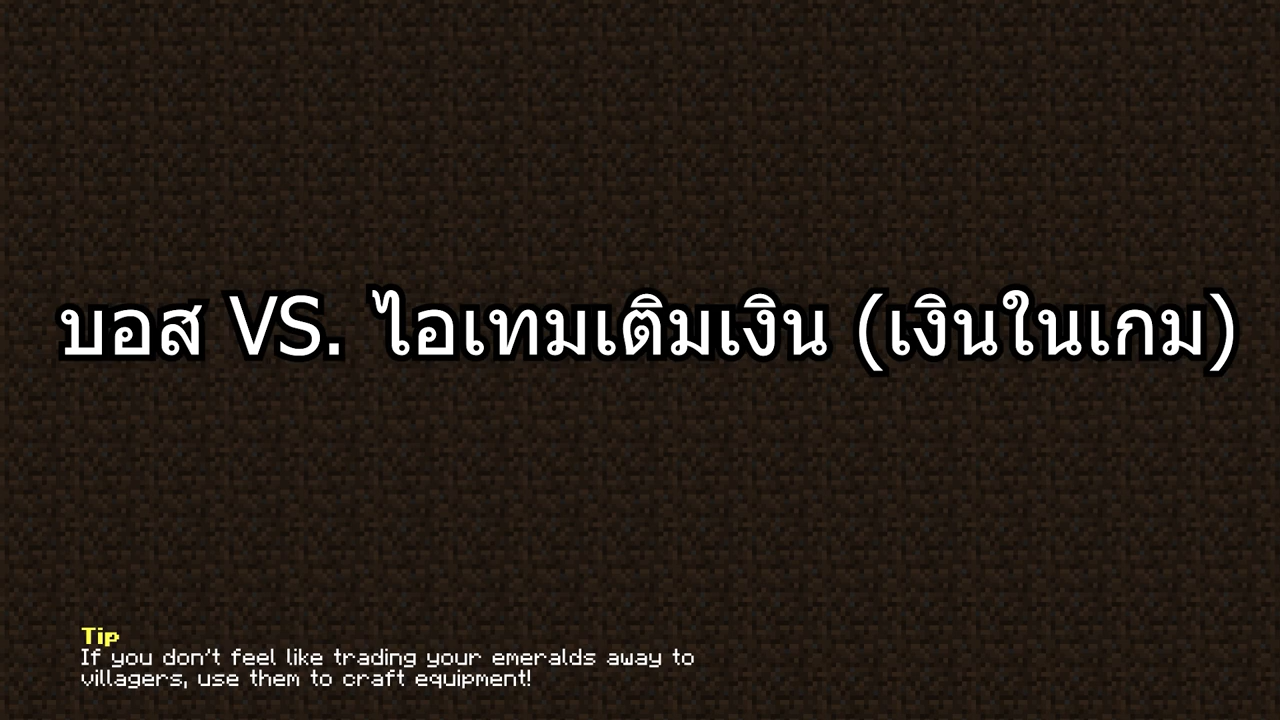 บอส VS. ไอเทมเติมเงิน (เงินในเกม)
Tip
If you don't feel like trading your emeralds away to
villagers, use them to craft equipment!